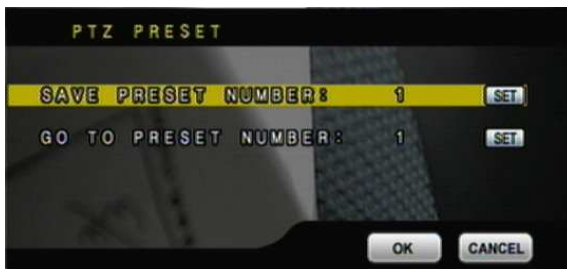 PTZ PRESET
SAVE PRESET NUMBER: 1 SET
GO TO PRESET NUMBER: 1 SET
OK CANCEL